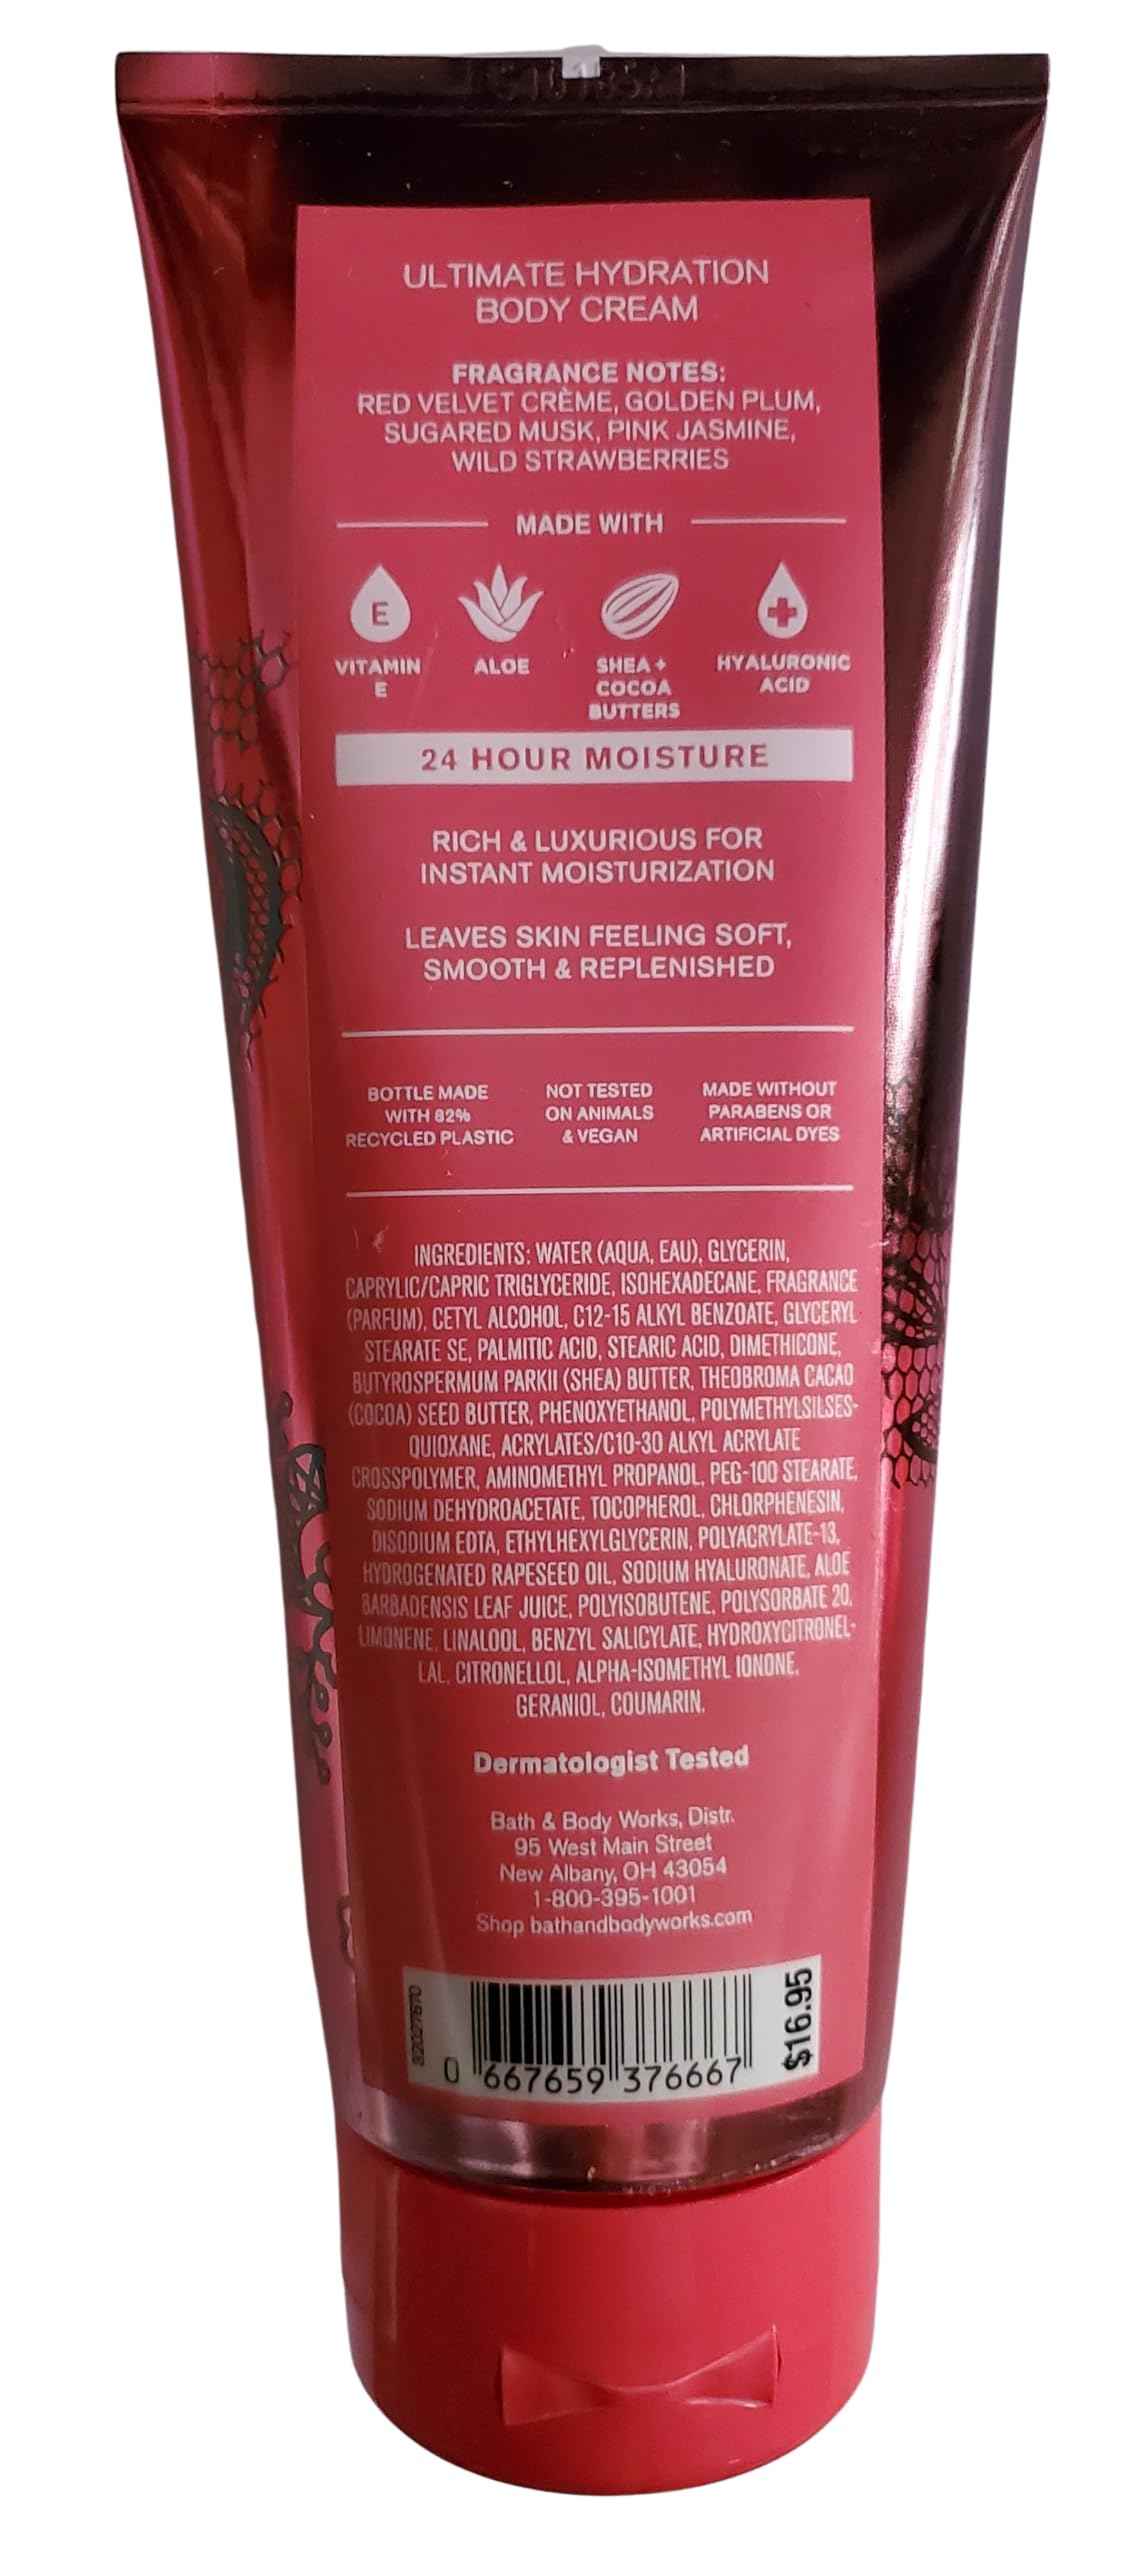 ULTIMATE HYDRATION
BODY CREAM
FRAGRANCE NOTES:
RED VELVET CRÈME, GOLDEN PLUM,
SUGARED MUSK, PINK JASMINE,
WILD STRAWBERRIES
MADE WITH
E
VITAMIN E
ALOE
SHEA + COCOA BUTTERS
HYALURONIC ACID
24 HOUR MOISTURE
RICH & LUXURIOUS FOR
INSTANT MOISTURIZATION
LEAVES SKIN FEELING SOFT,
SMOOTH & REPLENISHED
BOTTLE MADE
WITH 82%
RECYCLED PLASTIC
NOT TESTED
ON ANIMALS
& VEGAN
MADE WITHOUT
PARABENS OR
ARTIFICIAL DYES
INGREDIENTS: WATER (AQUA, EAU), GLYCERIN,
CAPRYLIC/CAPRIC TRIGLYCERIDE, ISOHEXADECANE, FRAGRANCE
(PARFUM), CETYL ALCOHOL, C12-15 ALKYL BENZOATE, GLYCERYL
STEARATE SE, PALMITIC ACID, STEARIC ACID, DIMETHICONE,
BUTYROSPERMUM PARKII (SHEA) BUTTER, THEOBROMA CACAO
(COCOA) SEED BUTTER, PHENOXYETHANOL, POLYMETHYLSILSES-
QUIOXANE, ACRYLATES/C10-30 ALKYL ACRYLATE
CROSSPOLYMER, AMINOMETHYL PROPANOL, PEG-100 STEARATE,
SODIUM DEHYDROACETATE, TOCOPHEROL, CHLORPHENESIN,
DISODIUM EDTA, ETHYLHEXYLGLYCERIN, POLYACRYLATE-13,
HYDROGENATED RAPESEED OIL, SODIUM HYALURONATE, ALOE
BARBADENSIS LEAF JUICE, POLYISOBUTENE, POLYSORBATE 20,
LIMONENE, LINALOOL, BENZYL SALICYLATE, HYDROXYCITRONEL-
LAL, CITRONELLOL, ALPHA-ISOMETHYL IONONE,
GERANIOL, COUMARIN.
Dermatologist Tested
Bath & Body Works, Distr.
95 West Main Street
New Albany, OH 43054
1-800-395-1001
Shop bathandbodyworks.com
$16.95
0 667659 376667